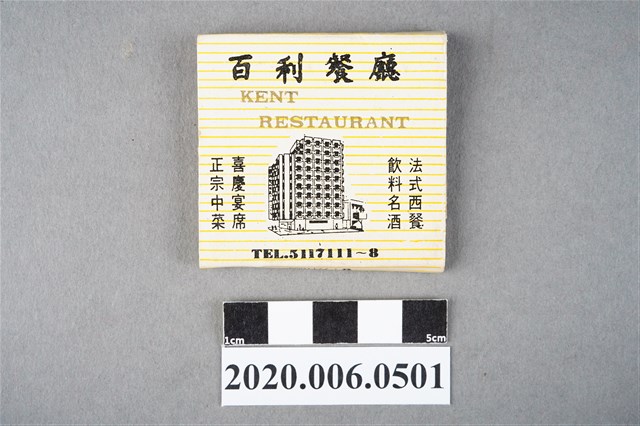 百利餐廳
KENT
RESTAURANT
喜慶宴席
正宗中菜
法式西餐
飲料名酒
TEL.5117111~8
1cm
5cm
2020.006.0501